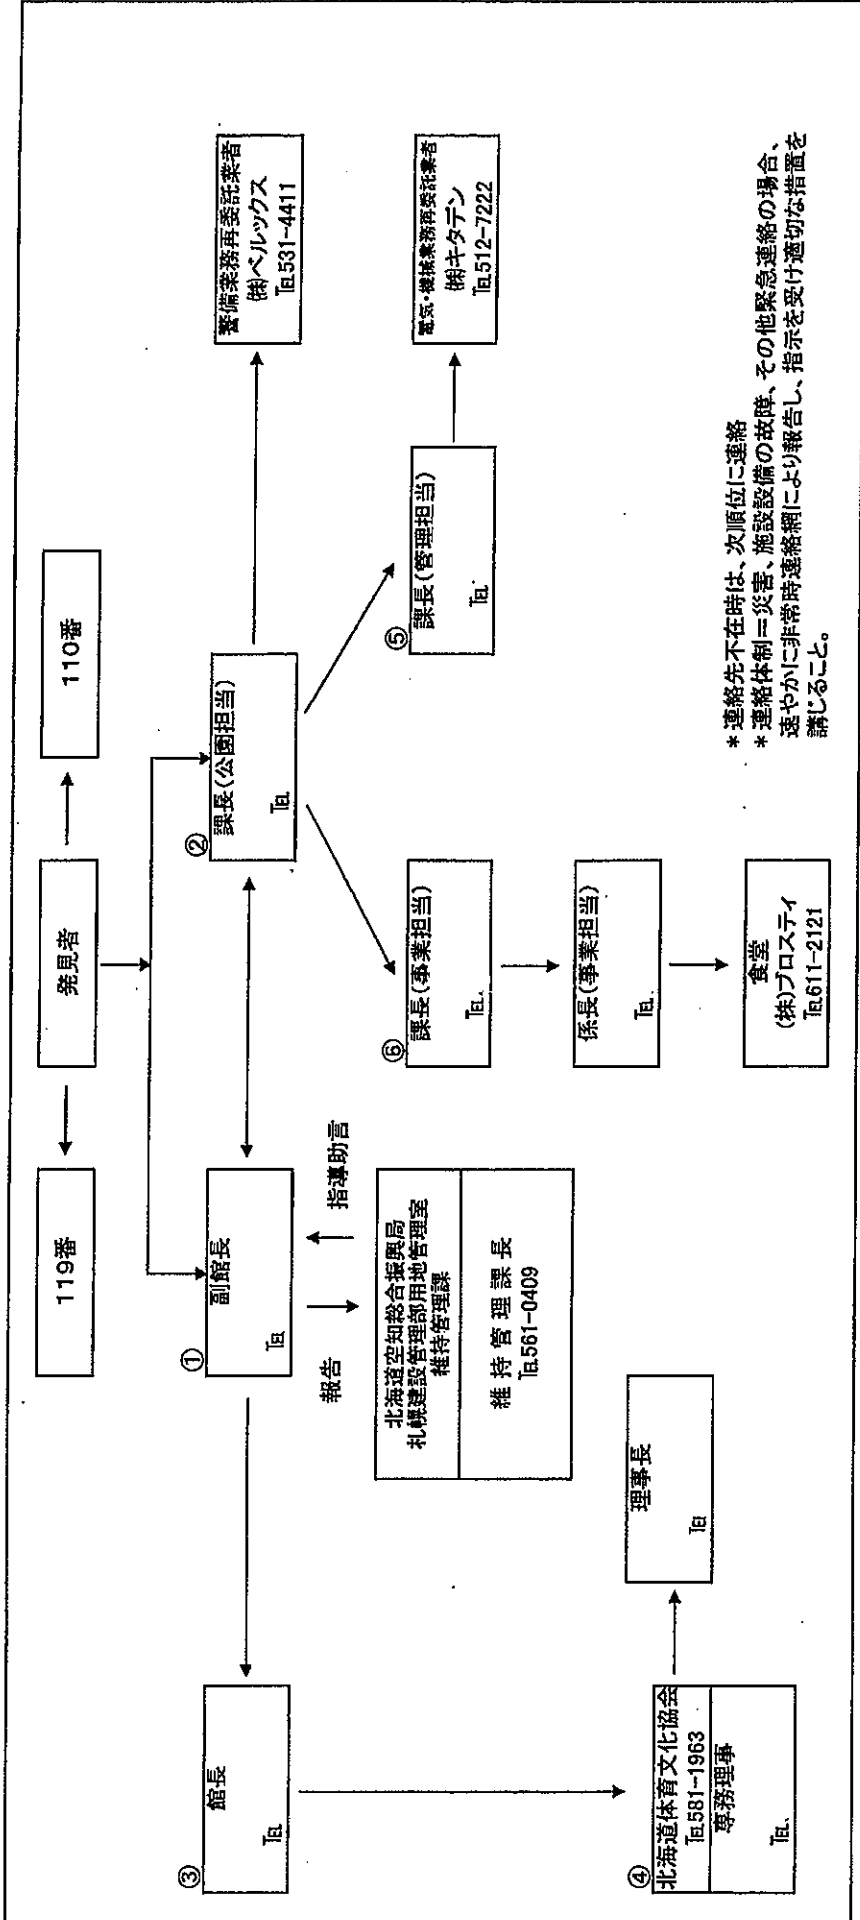 119番
発見者
110番
①
副館長
℡
②
課長(公園担当)
℡
警備業務再委託業者
㈱ベルックス
℡531-4411
③
館長
℡
報告
指導助言
北海道空知総合振興局
札幌建設管理部用地管理室
維持管理課
維持管理課長
℡561-0409
⑥
課長(事業担当)
℡.
⑤
課長(管理担当)
℡
電気・機械業務再委託業者
㈱キタデン
℡512-7222
係長(事業担当)
℡.
④
北海道体育文化協会
℡581-1963
専務理事
℡.
理事長
℡
食堂
(株)プロスティ
℡611-2121
*連絡先不在時は、次順位に連絡
*連絡体制=災害、施設設備の故障、その他緊急連絡の場合、
速やかに非常時連絡網により報告し、指示を受け適切な措置を
講じること。